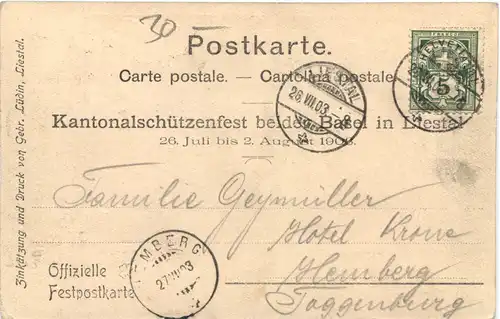 30 –
Postkarte.
Carte postale. — Cartolina postale
HELVETIA
FRANCO
5
LIESTAL
26.VII.03
Kantonalschützenfest beider Basel in Liestal
26. Juli bis 2. August 1903.
Zinkätzung und Druck von Gebr. Lüdin, Liestal.
Familie Geymüller
Hotel Krone
Hemberg
Toggenburg
HEMBERG
27.VII.03
Offizielle
Festpostkarte